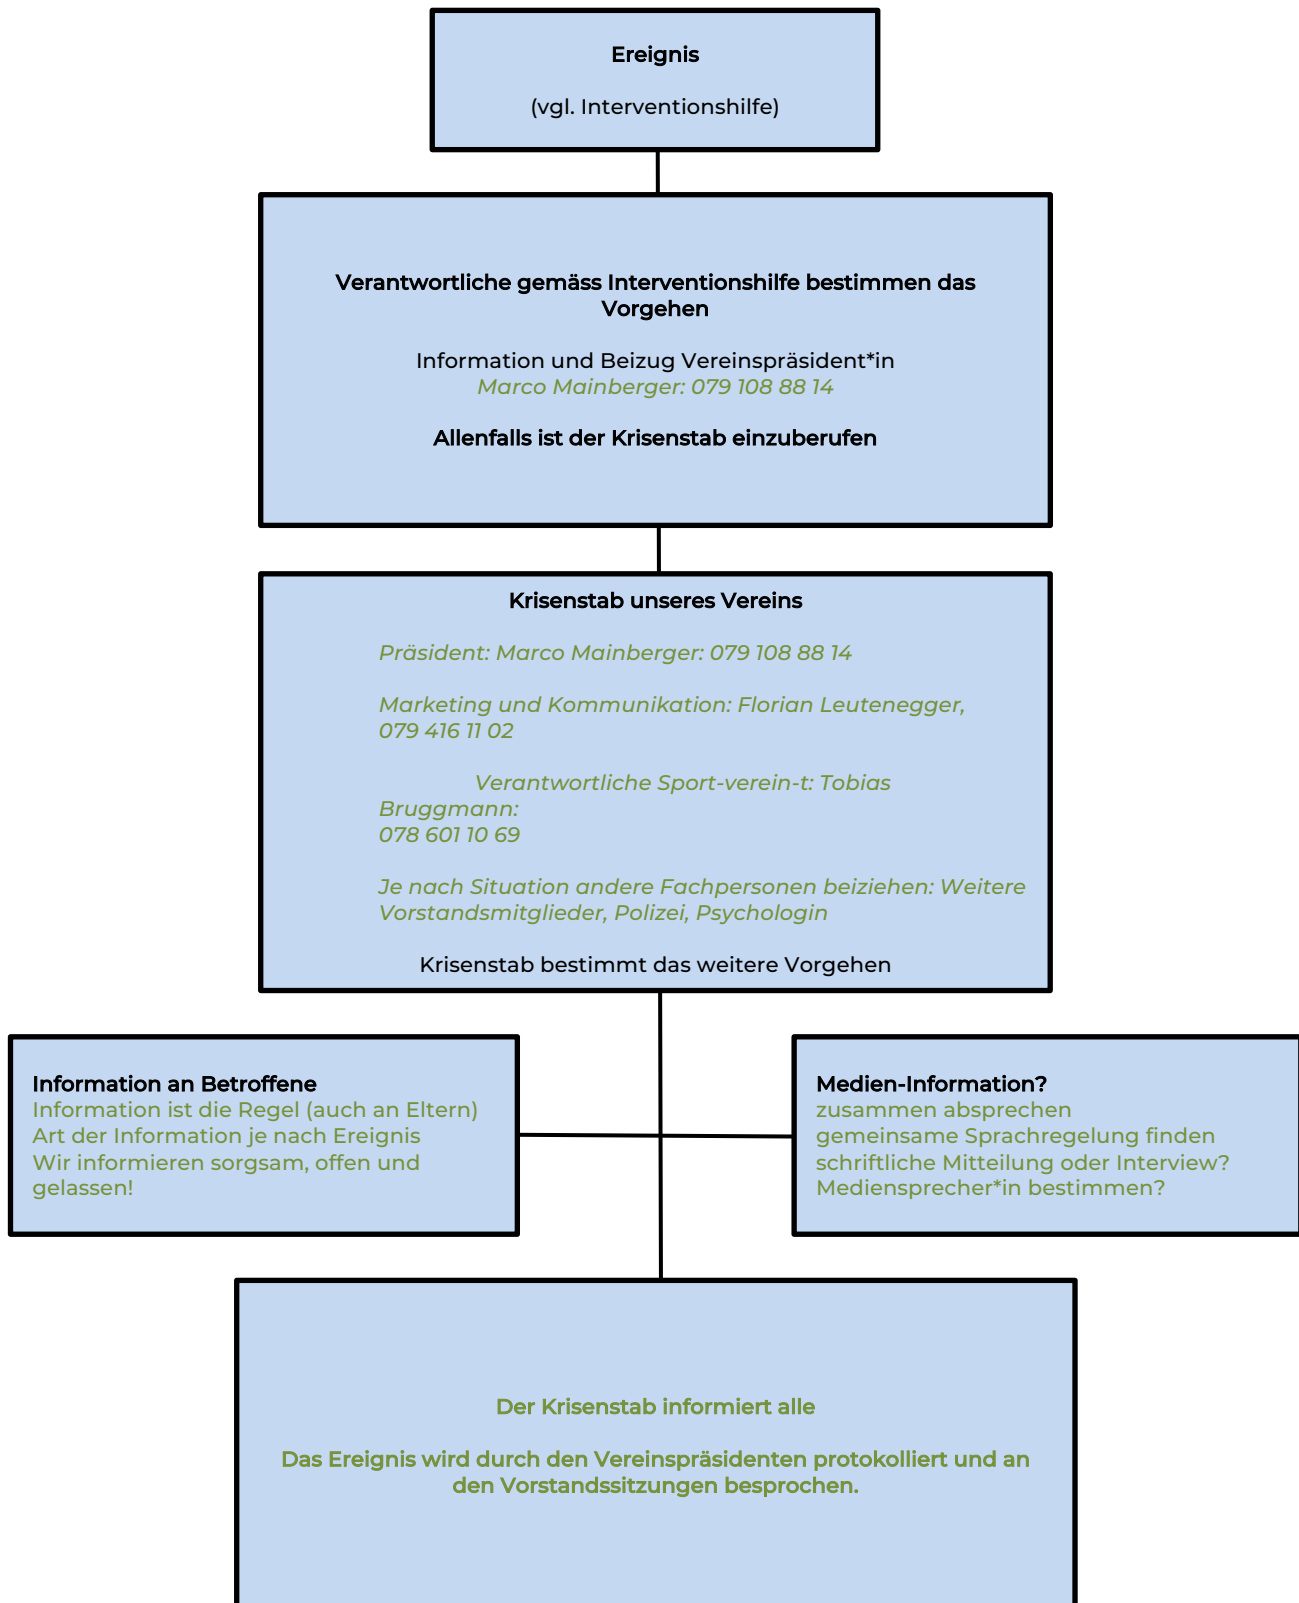 Ereignis
(vgl. Interventionshilfe)
Verantwortliche gemäss Interventionshilfe bestimmen das
Vorgehen
Information und Beizug Vereinspräsident*in
Marco Mainberger: 079 108 88 14
Allenfalls ist der Krisenstab einzuberufen
Krisenstab unseres Vereins
Präsident: Marco Mainberger: 079 108 88 14
Marketing und Kommunikation: Florian Leutenegger,
079 416 11 02
Verantwortliche Sport-verein-t: Tobias
Bruggmann:
078 601 10 69
Je nach Situation andere Fachpersonen beiziehen: Weitere
Vorstandsmitglieder, Polizei, Psychologin
Krisenstab bestimmt das weitere Vorgehen
Information an Betroffene
Information ist die Regel (auch an Eltern)
Art der Information je nach Ereignis
Wir informieren sorgsam, offen und
gelassen!
Medien-Information?
zusammen absprechen
gemeinsame Sprachregelung finden
schriftliche Mitteilung oder Interview?
Mediensprecher*in bestimmen?
Der Krisenstab informiert alle
Das Ereignis wird durch den Vereinspräsidenten protokolliert und an
den Vorstandssitzungen besprochen.